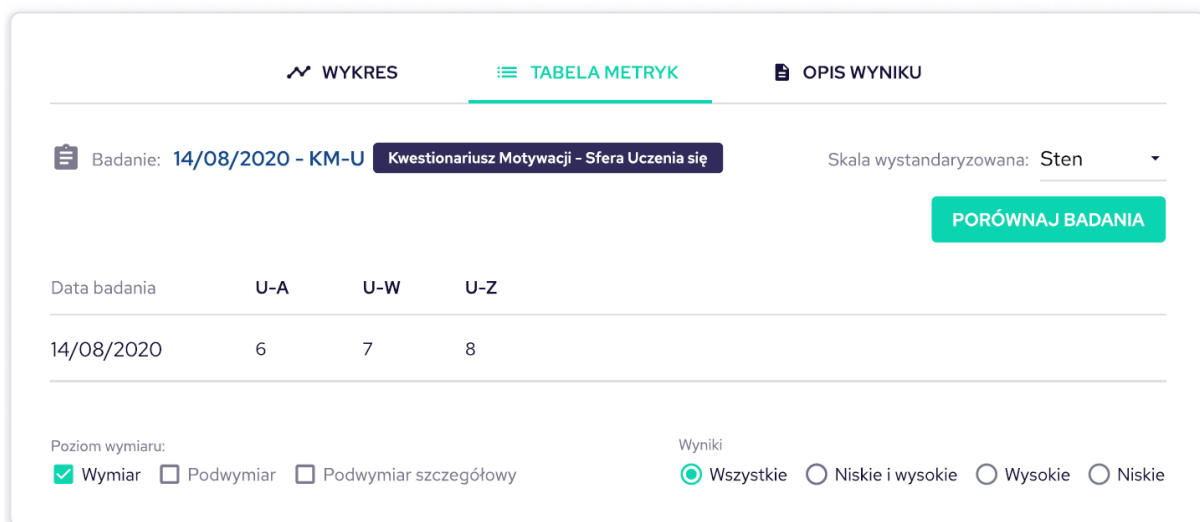 WYKRES TABELA METRYK OPIS WYNIKU
Badanie: 14/08/2020 - KM-U Kwestionariusz Motywacji - Sfera Uczenia się Skala wystandaryzowana: Sten
PORÓWNAJ BADANIA
Data badania U-A U-W U-Z
14/08/2020 6 7 8
Poziom wymiaru: Wyniki
Wymiar Podwymiar Podwymiar szczegółowy Wszystkie Niskie i wysokie Wysokie Niskie